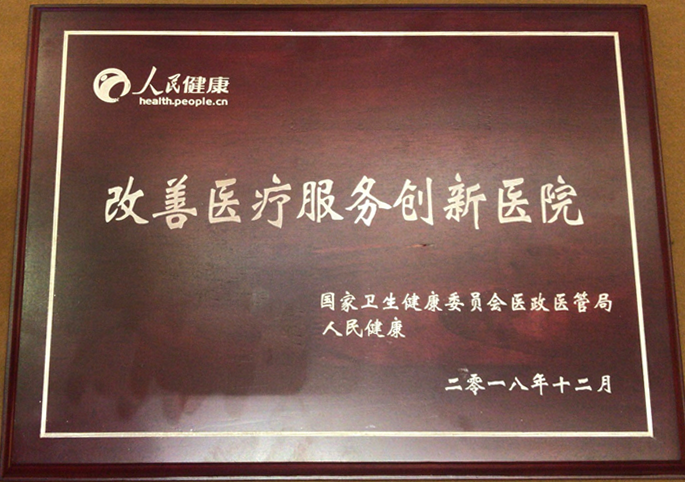 人民健康
health.people.cn
改善医疗服务创新医院
国家卫生健康委员会医政医管局
人民健康
二零一八年十二月